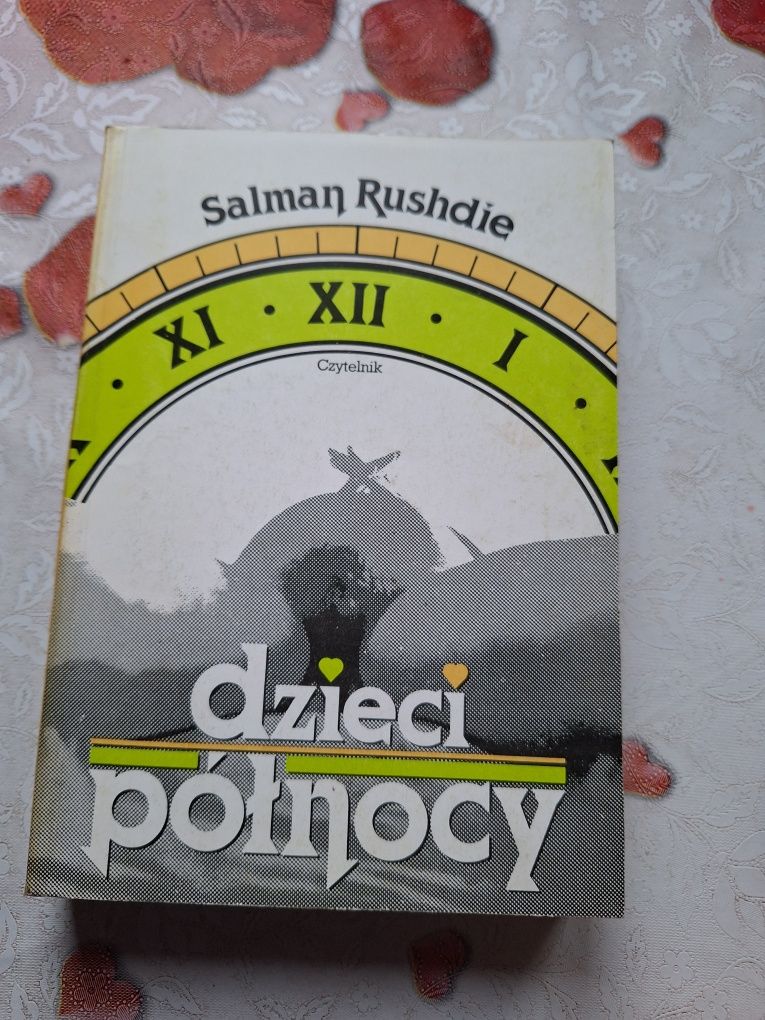 Salman Rushdie
XI • XII • I
Czytelnik
dzieci
północy